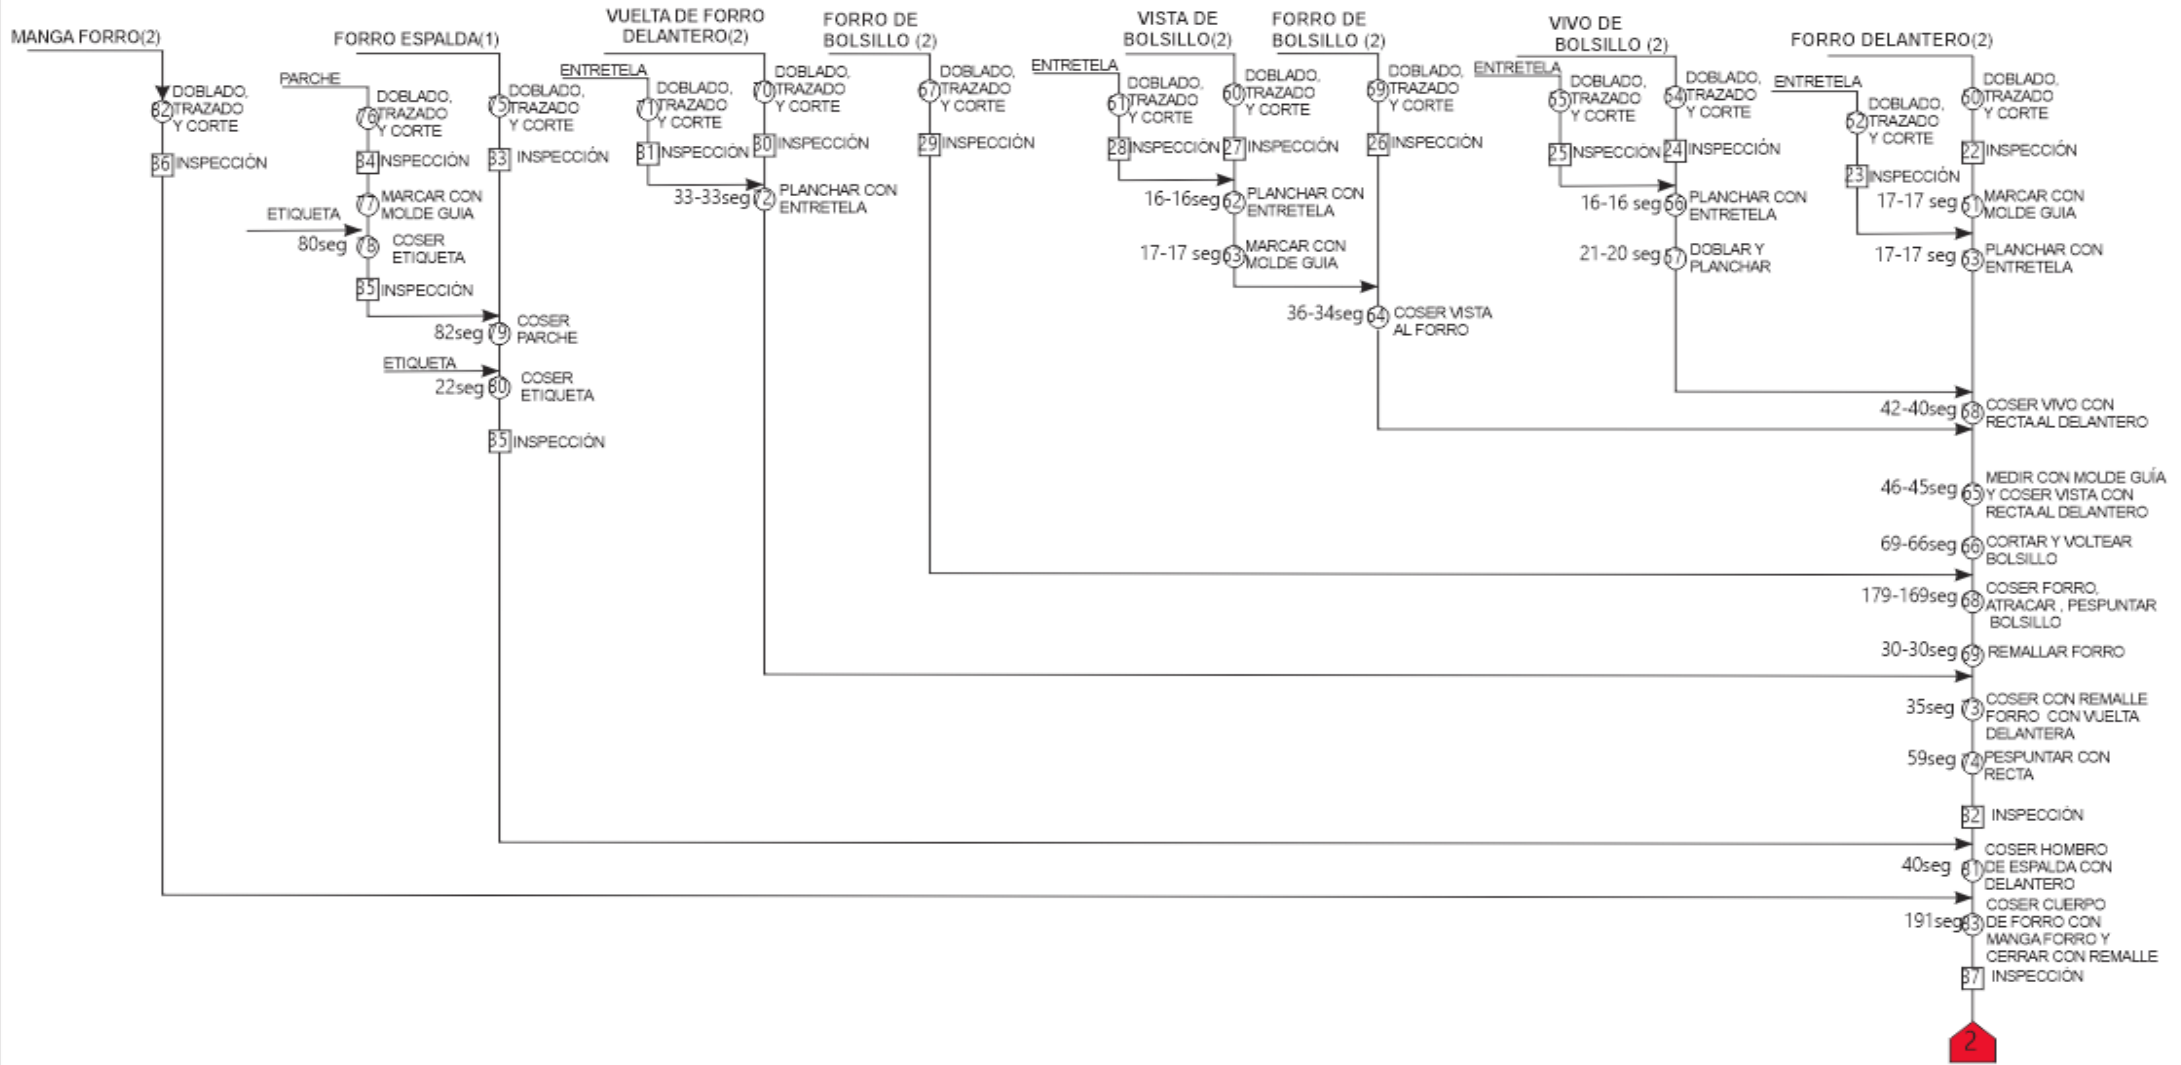 MANGA FORRO(2)
DOBLADO,
TRAZADO
Y CORTE
82
36
INSPECCIÓN
FORRO ESPALDA(1)
PARCHE
76
DOBLADO,
TRAZADO
Y CORTE
34
INSPECCIÓN
77
MARCAR CON
MOLDE GUIA
ETIQUETA
80seg
78
COSER
ETIQUETA
35
INSPECCIÓN
75
DOBLADO,
TRAZADO
Y CORTE
33
INSPECCIÓN
82seg
79
COSER
PARCHE
ETIQUETA
22seg
80
COSER
ETIQUETA
35
INSPECCIÓN
VUELTA DE FORRO
DELANTERO(2)
ENTRETELA
71
DOBLADO,
TRAZADO
Y CORTE
31
INSPECCIÓN
70
DOBLADO,
TRAZADO
Y CORTE
30
INSPECCIÓN
33-33seg
72
PLANCHAR CON
ENTRETELA
FORRO DE
BOLSILLO (2)
67
DOBLADO,
TRAZADO
Y CORTE
29
INSPECCIÓN
VISTA DE
BOLSILLO(2)
ENTRETELA
61
DOBLADO,
TRAZADO
Y CORTE
28
INSPECCIÓN
60
DOBLADO,
TRAZADO
Y CORTE
27
INSPECCIÓN
16-16seg
62
PLANCHAR CON
ENTRETELA
17-17 seg
63
MARCAR CON
MOLDE GUIA
FORRO DE
BOLSILLO (2)
59
DOBLADO,
TRAZADO
Y CORTE
26
INSPECCIÓN
36-34seg
64
COSER VISTA
AL FORRO
VIVO DE
BOLSILLO (2)
ENTRETELA
55
DOBLADO,
TRAZADO
Y CORTE
25
INSPECCIÓN
54
DOBLADO,
TRAZADO
Y CORTE
24
INSPECCIÓN
16-16 seg
56
PLANCHAR CON
ENTRETELA
21-20 seg
57
DOBLAR Y
PLANCHAR
FORRO DELANTERO(2)
ENTRETELA
52
DOBLADO,
TRAZADO
Y CORTE
23
INSPECCIÓN
50
DOBLADO,
TRAZADO
Y CORTE
22
INSPECCIÓN
17-17 seg
51
MARCAR CON
MOLDE GUIA
17-17 seg
53
PLANCHAR CON
ENTRETELA
42-40seg
58
COSER VIVO CON
RECTA AL DELANTERO
46-45seg
65
MEDIR CON MOLDE GUÍA
Y COSER VISTA CON
RECTA AL DELANTERO
69-66seg
66
CORTAR Y VOLTEAR
BOLSILLO
179-169seg
68
COSER FORRO,
ATRACAR , PESPUNTAR
BOLSILLO
30-30seg
69
REMALLAR FORRO
35seg
73
COSER CON REMALLE
FORRO CON VUELTA
DELANTERA
59seg
74
PESPUNTAR CON
RECTA
32
INSPECCIÓN
40seg
81
COSER HOMBRO
DE ESPALDA CON
DELANTERO
191seg
83
COSER CUERPO
DE FORRO CON
MANGA FORRO Y
CERRAR CON REMALLE
37
INSPECCIÓN
2